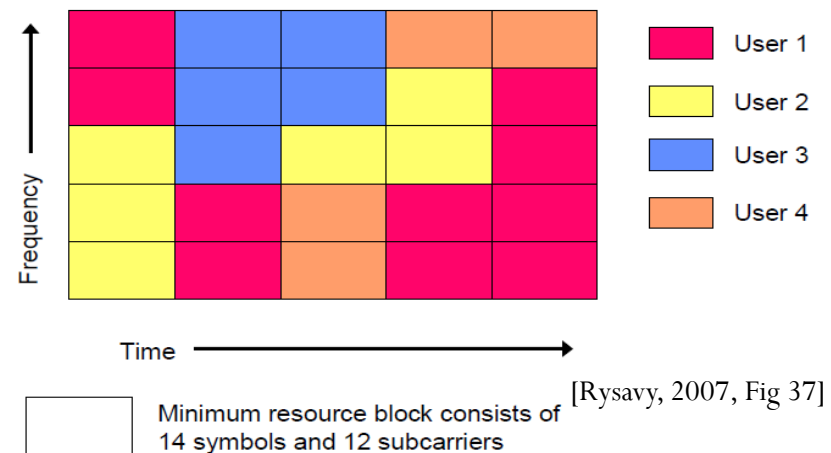 User 1
User 2
User 3
User 4
Frequency
Time
[Rysavy, 2007, Fig 37]
Minimum resource block consists of
14 symbols and 12 subcarriers